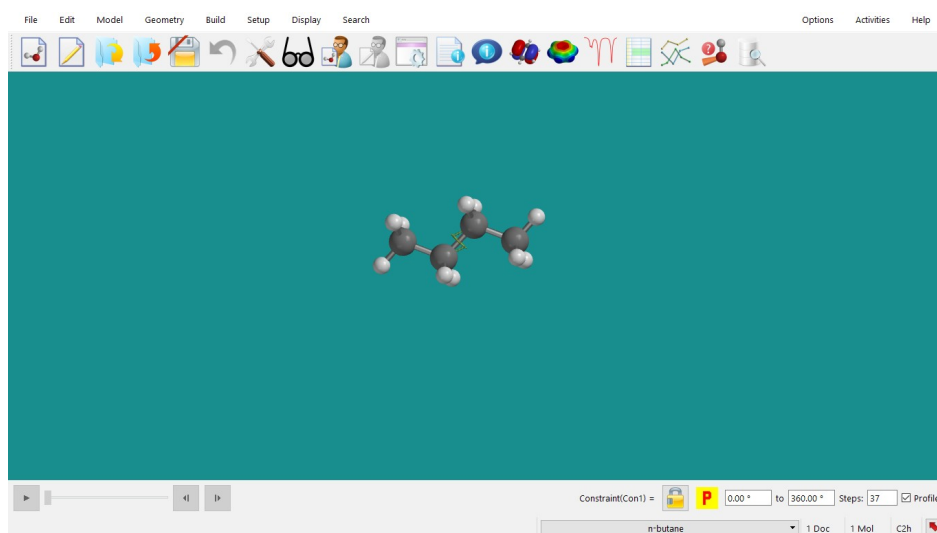 File Edit Model Geometry Build Setup Display Search Options Activities Help
Constraint(Con1) = P 0.00 ° to 360.00 ° Steps: 37 Profile
n-butane 1 Doc 1 Mol C2h